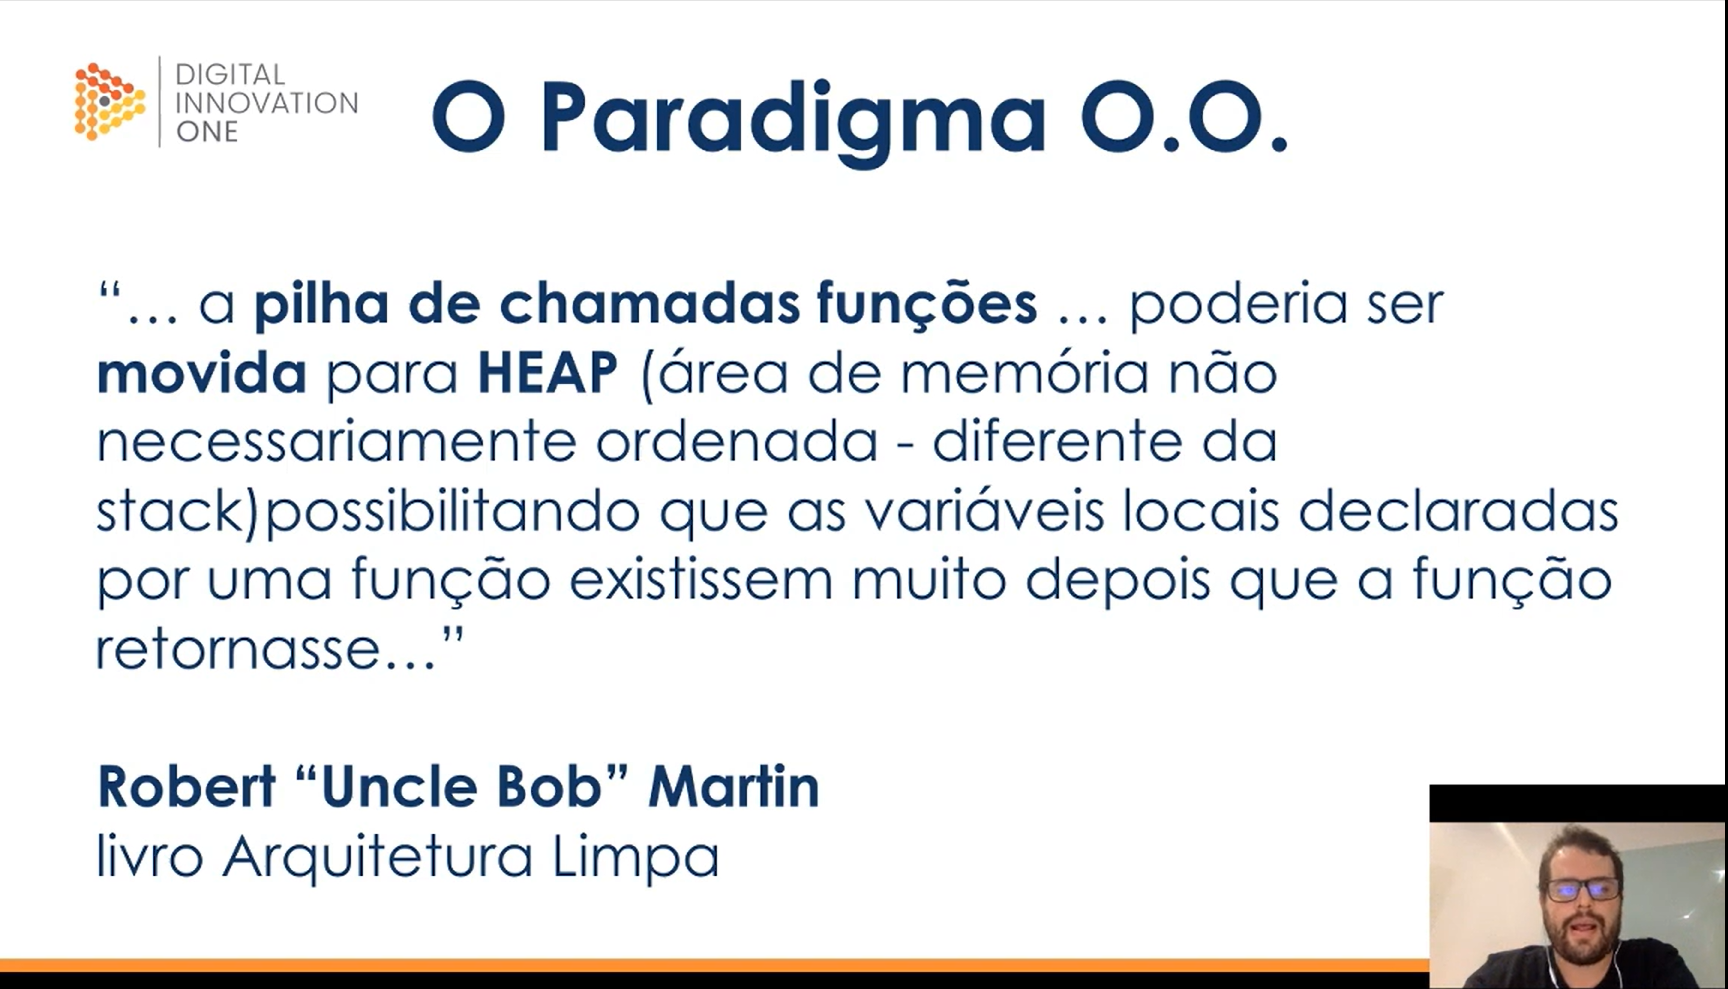 DIGITAL
INNOVATION
ONE
O Paradigma O.O.
“… a pilha de chamadas funções … poderia ser
movida para HEAP (área de memória não
necessariamente ordenada - diferente da
stack)possibilitando que as variáveis locais declaradas
por uma função existissem muito depois que a função
retornasse…”
Robert “Uncle Bob” Martin
livro Arquitetura Limpa